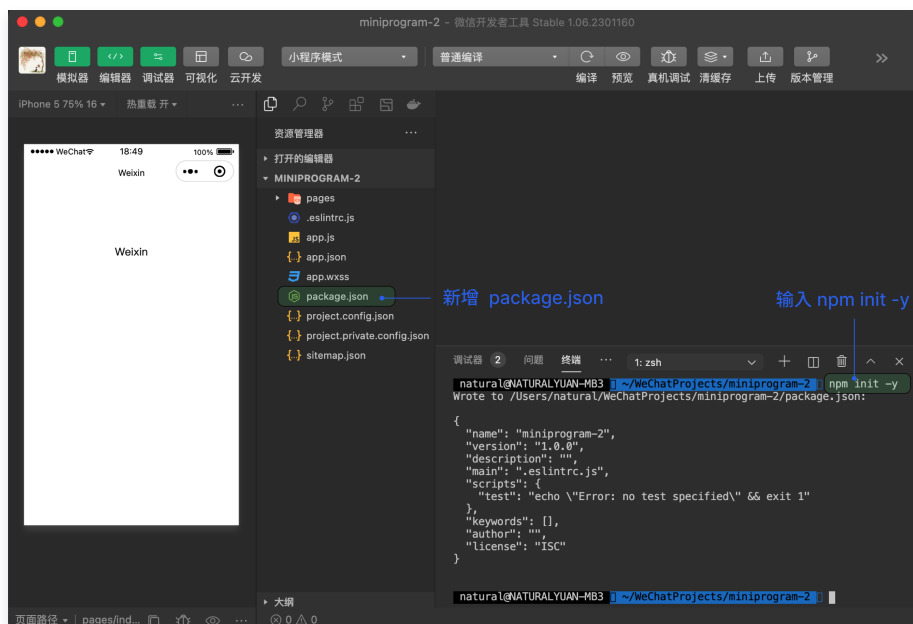 miniprogram-2 - 微信开发者工具 Stable 1.06.2301160
小程序模式
普通编译
模拟器 编辑器 调试器 可视化 云开发
编译 预览 真机调试 清缓存 上传 版本管理
iPhone 5 75% 16 热重载 开
资源管理器
WeChat 18:49 100%
Weixin
Weixin
打开的编辑器
MINIPROGRAM-2
pages
.eslintrc.js
app.js
app.json
app.wxss
package.json
project.config.json
project.private.config.json
sitemap.json
大纲
新增 package.json
输入 npm init -y
调试器 2 问题 终端 ··· 1: zsh
natural@NATURALYUAN-MB3 ~/WeChatProjects/miniprogram-2 npm init -y
Wrote to /Users/natural/WeChatProjects/miniprogram-2/package.json:
{
"name": "miniprogram-2",
"version": "1.0.0",
"description": "",
"main": ".eslintrc.js",
"scripts": {
"test": "echo \"Error: no test specified\" && exit 1"
},
"keywords": [],
"author": "",
"license": "ISC"
}
natural@NATURALYUAN-MB3 ~/WeChatProjects/miniprogram-2
页面路径 pages/ind... 0 0